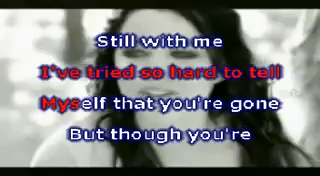 Still with me
I've tried so hard to tell
Myself that you're gone
But though you're